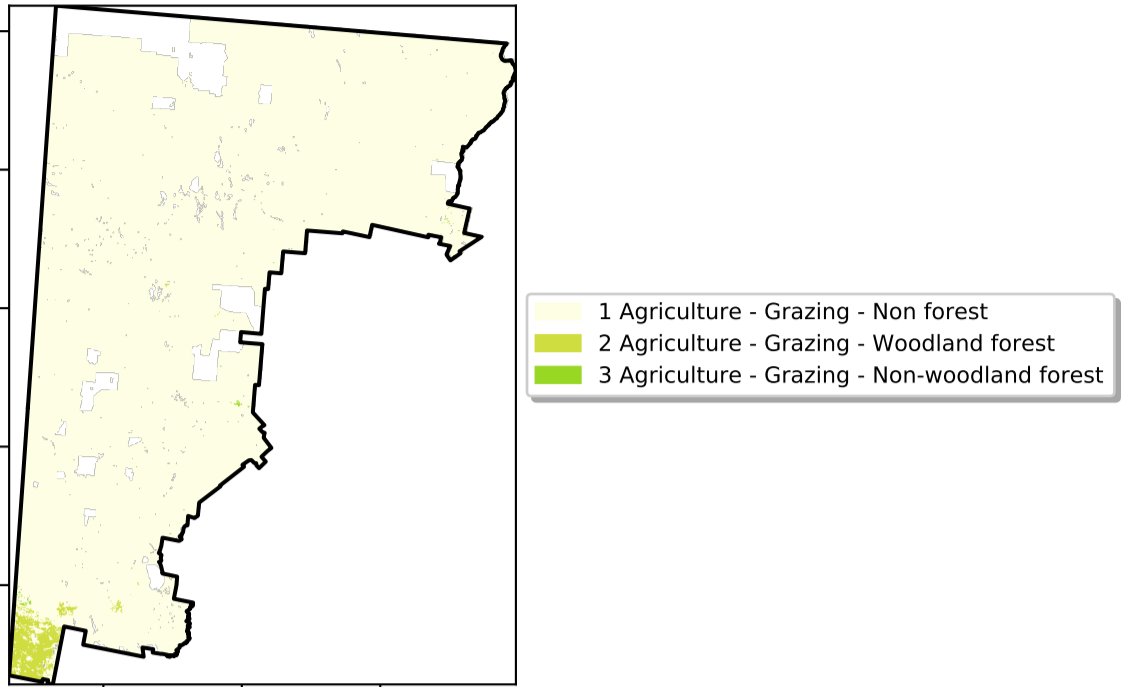 1 Agriculture - Grazing - Non forest
2 Agriculture - Grazing - Woodland forest
3 Agriculture - Grazing - Non-woodland forest